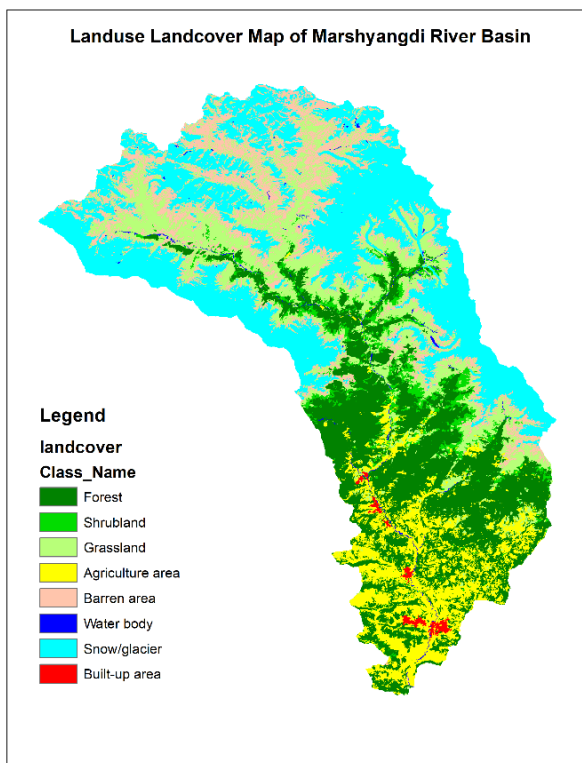 Landuse Landcover Map of Marshyangdi River Basin
Legend
landcover
Class_Name
Forest
Shrubland
Grassland
Agriculture area
Barren area
Water body
Snow/glacier
Built-up area